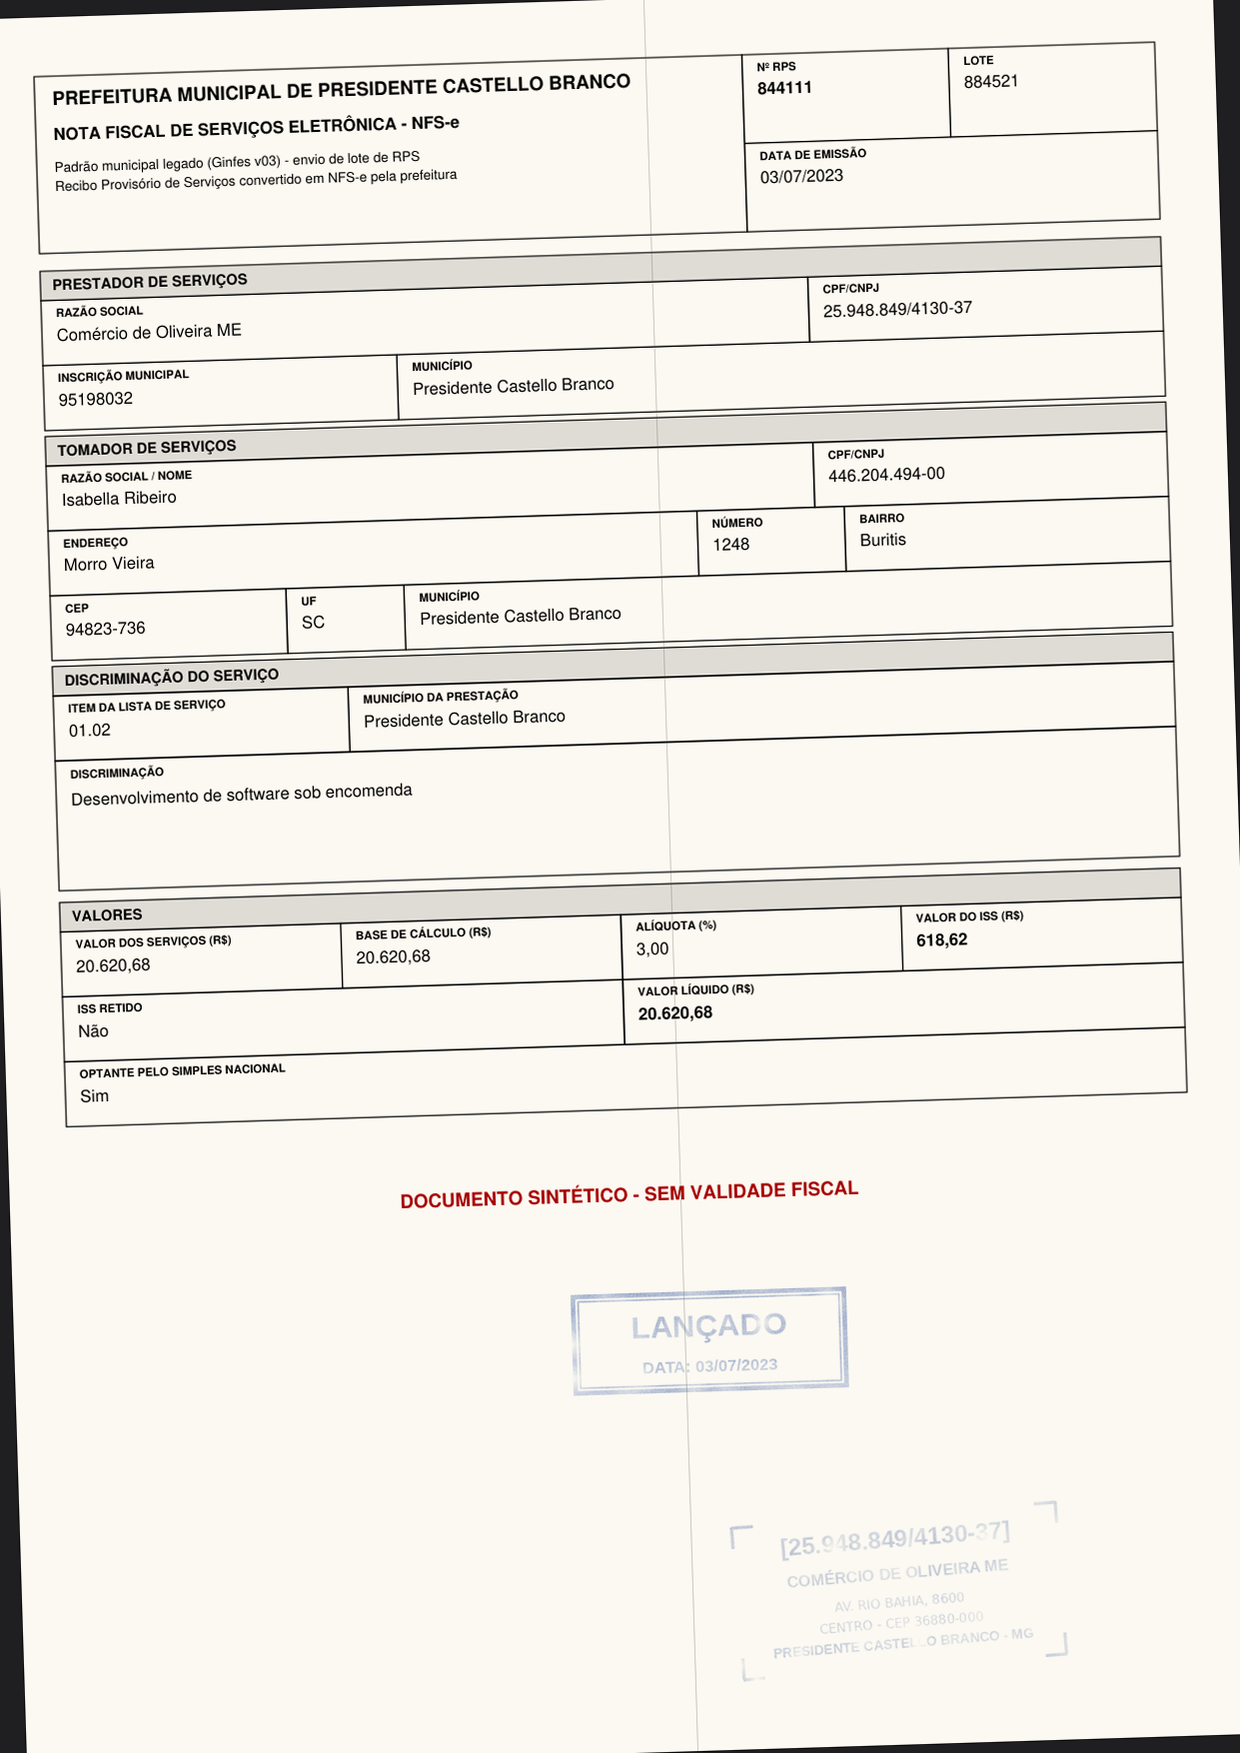 PREFEITURA MUNICIPAL DE PRESIDENTE CASTELLO BRANCO
NOTA FISCAL DE SERVIÇOS ELETRÔNICA - NFS-e
Padrão municipal legado (Ginfes v03) - envio de lote de RPS
Recibo Provisório de Serviços convertido em NFS-e pela prefeitura
Nº RPS
844111
LOTE
884521
DATA DE EMISSÃO
03/07/2023
PRESTADOR DE SERVIÇOS
RAZÃO SOCIAL
Comércio de Oliveira ME
CPF/CNPJ
25.948.849/4130-37
INSCRIÇÃO MUNICIPAL
95198032
MUNICÍPIO
Presidente Castello Branco
TOMADOR DE SERVIÇOS
RAZÃO SOCIAL / NOME
Isabella Ribeiro
CPF/CNPJ
446.204.494-00
ENDEREÇO
Morro Vieira
NÚMERO
1248
BAIRRO
Buritis
CEP
94823-736
UF
SC
MUNICÍPIO
Presidente Castello Branco
DISCRIMINAÇÃO DO SERVIÇO
ITEM DA LISTA DE SERVIÇO
01.02
MUNICÍPIO DA PRESTAÇÃO
Presidente Castello Branco
DISCRIMINAÇÃO
Desenvolvimento de software sob encomenda
VALORES
VALOR DOS SERVIÇOS (R$)
20.620,68
BASE DE CÁLCULO (R$)
20.620,68
ALÍQUOTA (%)
3,00
VALOR DO ISS (R$)
618,62
ISS RETIDO
Não
VALOR LÍQUIDO (R$)
20.620,68
OPTANTE PELO SIMPLES NACIONAL
Sim
DOCUMENTO SINTÉTICO - SEM VALIDADE FISCAL
LANÇADO
DATA: 03/07/2023
[25.948.849/4130-37]
COMÉRCIO DE OLIVEIRA ME
AV. RIO BAHIA, 8600
CENTRO - CEP 36880-000
PRESIDENTE CASTELLO BRANCO - MG